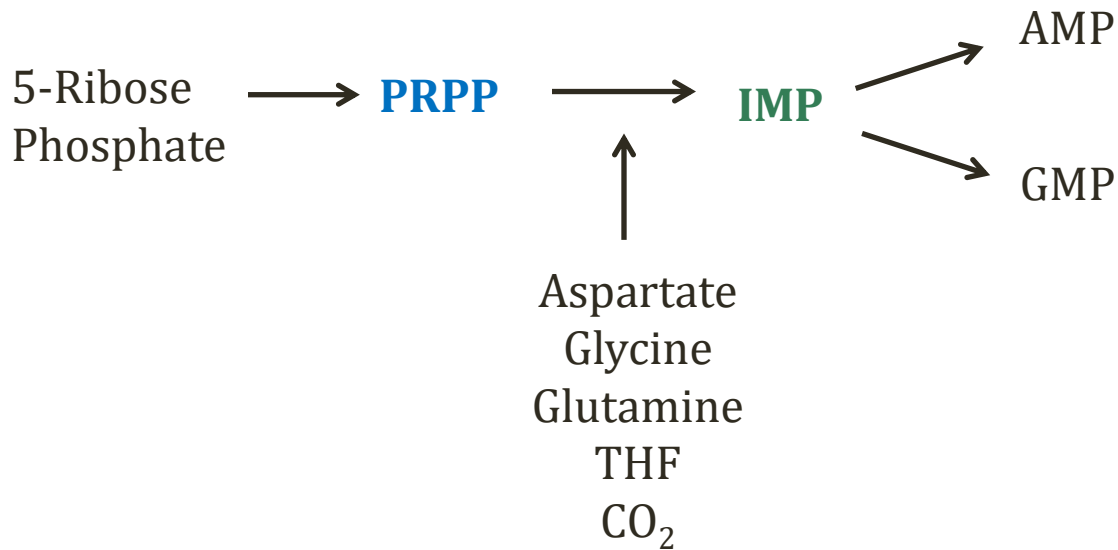 5-Ribose
Phosphate
PRPP
IMP
AMP
GMP
Aspartate
Glycine
Glutamine
THF
CO₂